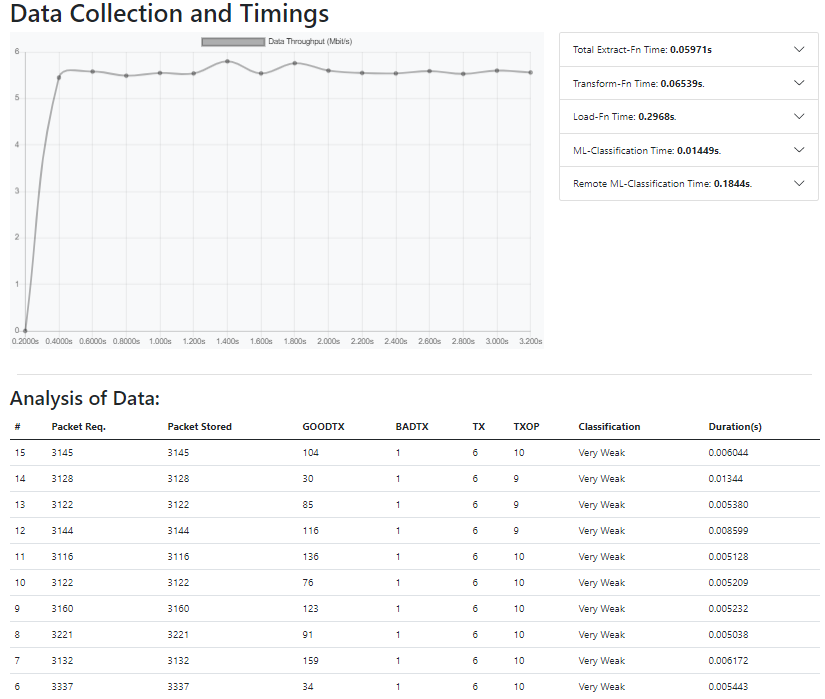 Data Collection and Timings
Data Throughput (Mbit/s)
6
5
4
3
2
1
0
0.2000s 0.4000s 0.6000s 0.8000s 1.000s 1.200s 1.400s 1.600s 1.800s 2.000s 2.200s 2.400s 2.600s 2.800s 3.000s 3.200s
Total Extract-Fn Time: 0.05971s
Transform-Fn Time: 0.06539s.
Load-Fn Time: 0.2968s.
ML-Classification Time: 0.01449s.
Remote ML-Classification Time: 0.1844s.
Analysis of Data:
# Packet Req. Packet Stored GOODTX BADTX TX TXOP Classification Duration(s)
15 3145 3145 104 1 6 10 Very Weak 0.006044
14 3128 3128 30 1 6 9 Very Weak 0.01344
13 3122 3122 85 1 6 9 Very Weak 0.005380
12 3144 3144 116 1 6 9 Very Weak 0.008599
11 3116 3116 136 1 6 10 Very Weak 0.005128
10 3122 3122 76 1 6 10 Very Weak 0.005209
9 3160 3160 123 1 6 10 Very Weak 0.005232
8 3221 3221 91 1 6 10 Very Weak 0.005038
7 3132 3132 159 1 6 10 Very Weak 0.006172
6 3337 3337 34 1 6 10 Very Weak 0.005443